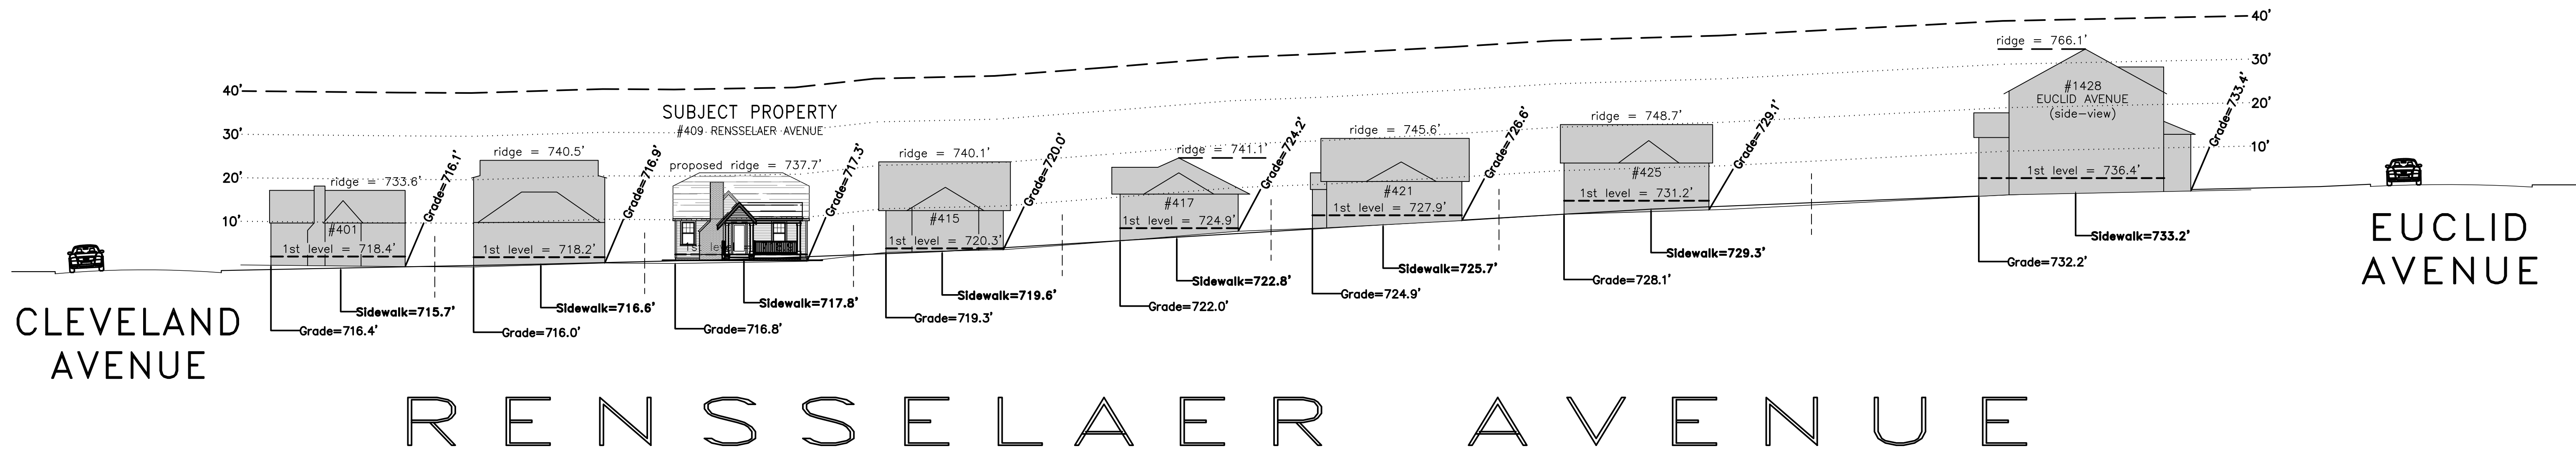 40'
40'
ridge = 766.1'
30'
#1428
EUCLID AVENUE
(side-view)
20'
10'
1st level = 736.4'
Grade=733.4'
Sidewalk=733.2'
Grade=732.2'
40'
30'
20'
10'
ridge = 733.6'
#401
1st level = 718.4'
Grade=716.1'
Sidewalk=715.7'
Grade=716.4'
ridge = 740.5'
1st level = 718.2'
Grade=716.9'
Sidewalk=716.6'
Grade=716.0'
SUBJECT PROPERTY
#409 RENSSELAER AVENUE
proposed ridge = 737.7'
1st level
Grade=717.3'
Sidewalk=717.8'
Grade=716.8'
ridge = 740.1'
#415
1st level = 720.3'
Grade=720.0'
Sidewalk=719.6'
Grade=719.3'
ridge = 741.1'
#417
1st level = 724.9'
Grade=724.2'
Sidewalk=722.8'
Grade=722.0'
ridge = 745.6'
#421
1st level = 727.9'
Grade=726.6'
Sidewalk=725.7'
Grade=724.9'
ridge = 748.7'
#425
1st level = 731.2'
Grade=729.1'
Sidewalk=729.3'
Grade=728.1'
CLEVELAND
AVENUE
EUCLID
AVENUE
RENSSELAER AVENUE